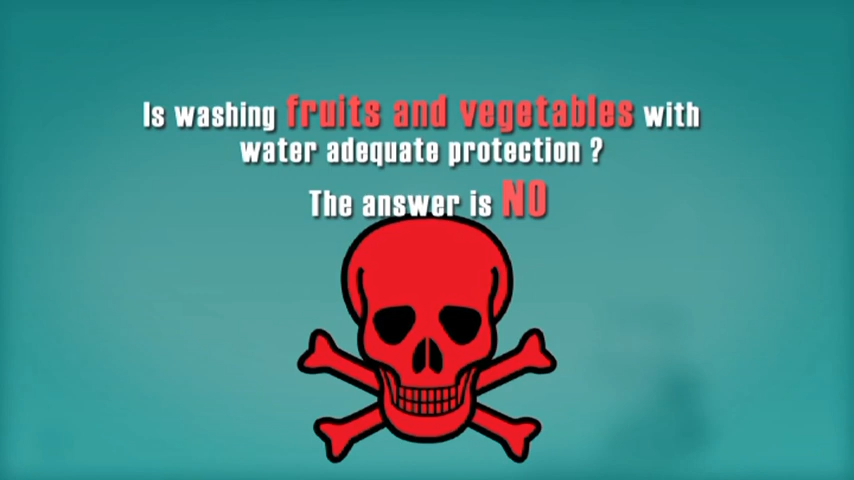 Is washing fruits and vegetables with
water adequate protection ?
The answer is NO